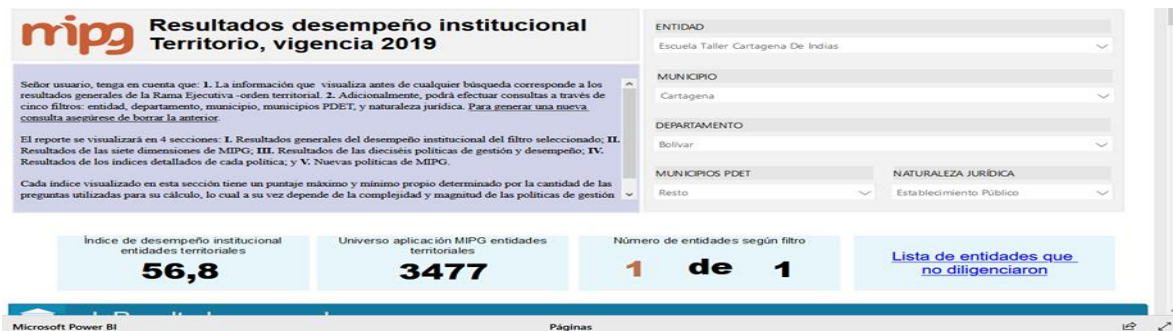 mipg
Resultados desempeño institucional
Territorio, vigencia 2019
Señor usuario, tenga en cuenta que: 1. La información que visualiza antes de cualquier búsqueda corresponde a los
resultados generales de la Rama Ejecutiva -orden territorial. 2. Adicionalmente, podrá efectuar consultas a través de
cinco filtros: entidad, departamento, municipio, municipios PDET, y naturaleza jurídica. Para generar una nueva
consulta asegúrese de borrar la anterior.
El reporte se visualizará en 4 secciones: I. Resultados generales del desempeño institucional del filtro seleccionado; II.
Resultados de las siete dimensiones de MIPG; III. Resultados de las dieciséis políticas de gestión y desempeño; IV.
Resultados de los índices detallados de cada política; y V. Nuevas políticas de MIPG.
Cada índice visualizado en esta sección tiene un puntaje máximo y mínimo propio determinado por la cantidad de las
preguntas utilizadas para su cálculo, lo cual a su vez depende de la complejidad y magnitud de las políticas de gestión
ENTIDAD
Escuela Taller Cartagena De Indias
MUNICIPIO
Cartagena
DEPARTAMENTO
Bolívar
MUNICIPIOS PDET
Resto
NATURALEZA JURÍDICA
Establecimiento Público
Índice de desempeño institucional
entidades territoriales
56,8
Universo aplicación MIPG entidades
territoriales
3477
Número de entidades según filtro
1 de 1
Lista de entidades que
no diligenciaron
Microsoft Power BI
Páginas